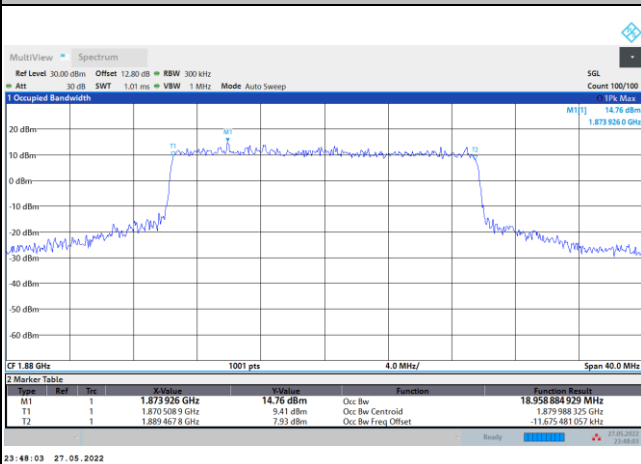 MultiView Spectrum
Ref Level 30.00 dBm Offset 12.80 dB RBW 300 kHz SGL
Att 30 dB SWT 1.01 ms VBW 1 MHz Mode Auto Sweep Count 100/100
1 Occupied Bandwidth 1Pk Max
M1[1] 14.76 dBm
1.873 926 0 GHz
20 dBm
M1
T1 T2
10 dBm
0 dBm
-10 dBm
-20 dBm
-30 dBm
-40 dBm
-50 dBm
-60 dBm
CF 1.88 GHz 1001 pts 4.0 MHz/ Span 40.0 MHz
2 Marker Table
Type Ref Trc X-Value Y-Value Function Function Result
M1 1 1.873 926 GHz 14.76 dBm Occ Bw 18.958 884 929 MHz
T1 1 1.870 508 9 GHz 9.41 dBm Occ Bw Centroid 1.879 988 325 GHz
T2 1 1.889 467 8 GHz 7.93 dBm Occ Bw Freq Offset -11.675 481 057 kHz
Ready 27.05.2022
23:48:03
23:48:03 27.05.2022